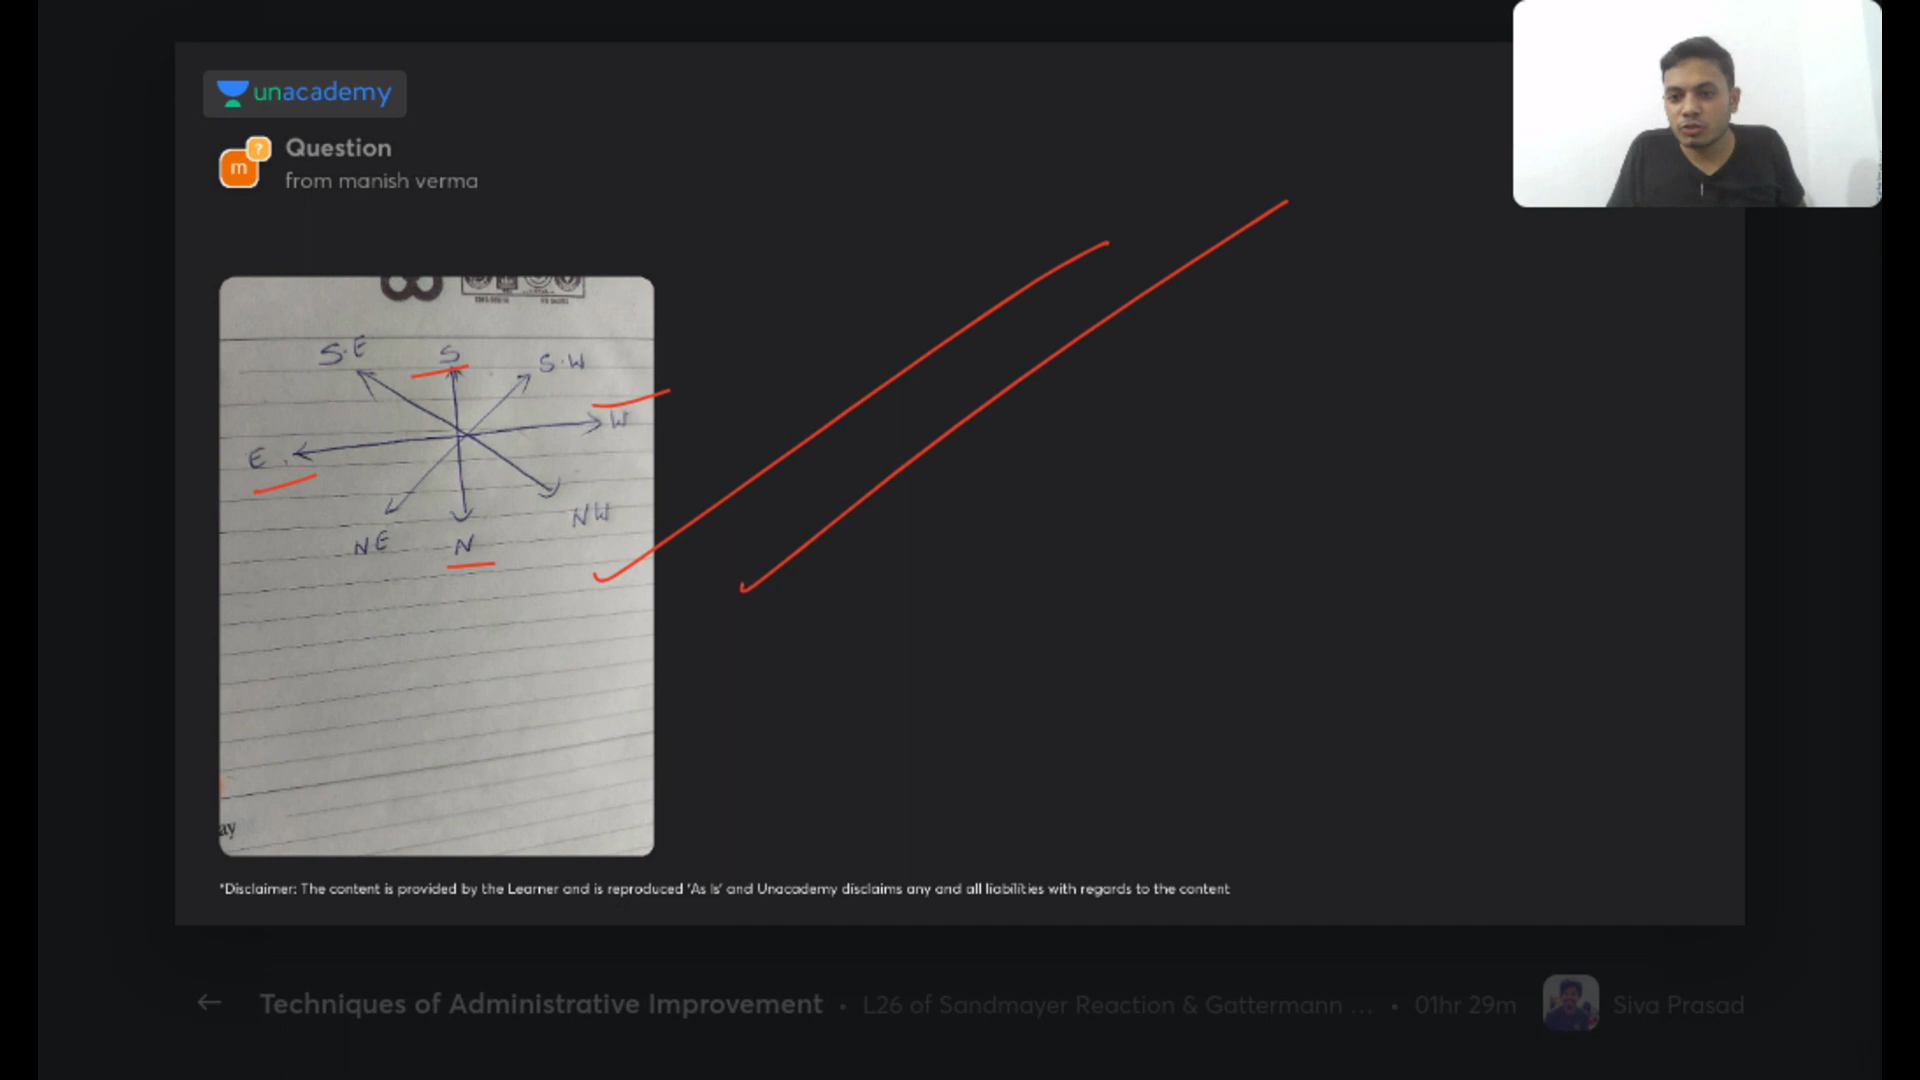 unacademy
m ?
Question
from manish verma
S.E S S.W
W
E
NW
NE N
ay
*Disclaimer: The content is provided by the Learner and is reproduced 'As Is' and Unacademy disclaims any and all liabilities with regards to the content
Techniques of Administrative Improvement • L26 of Sandmayer Reaction & Gattermann ... • 01hr 29m Siva Prasad